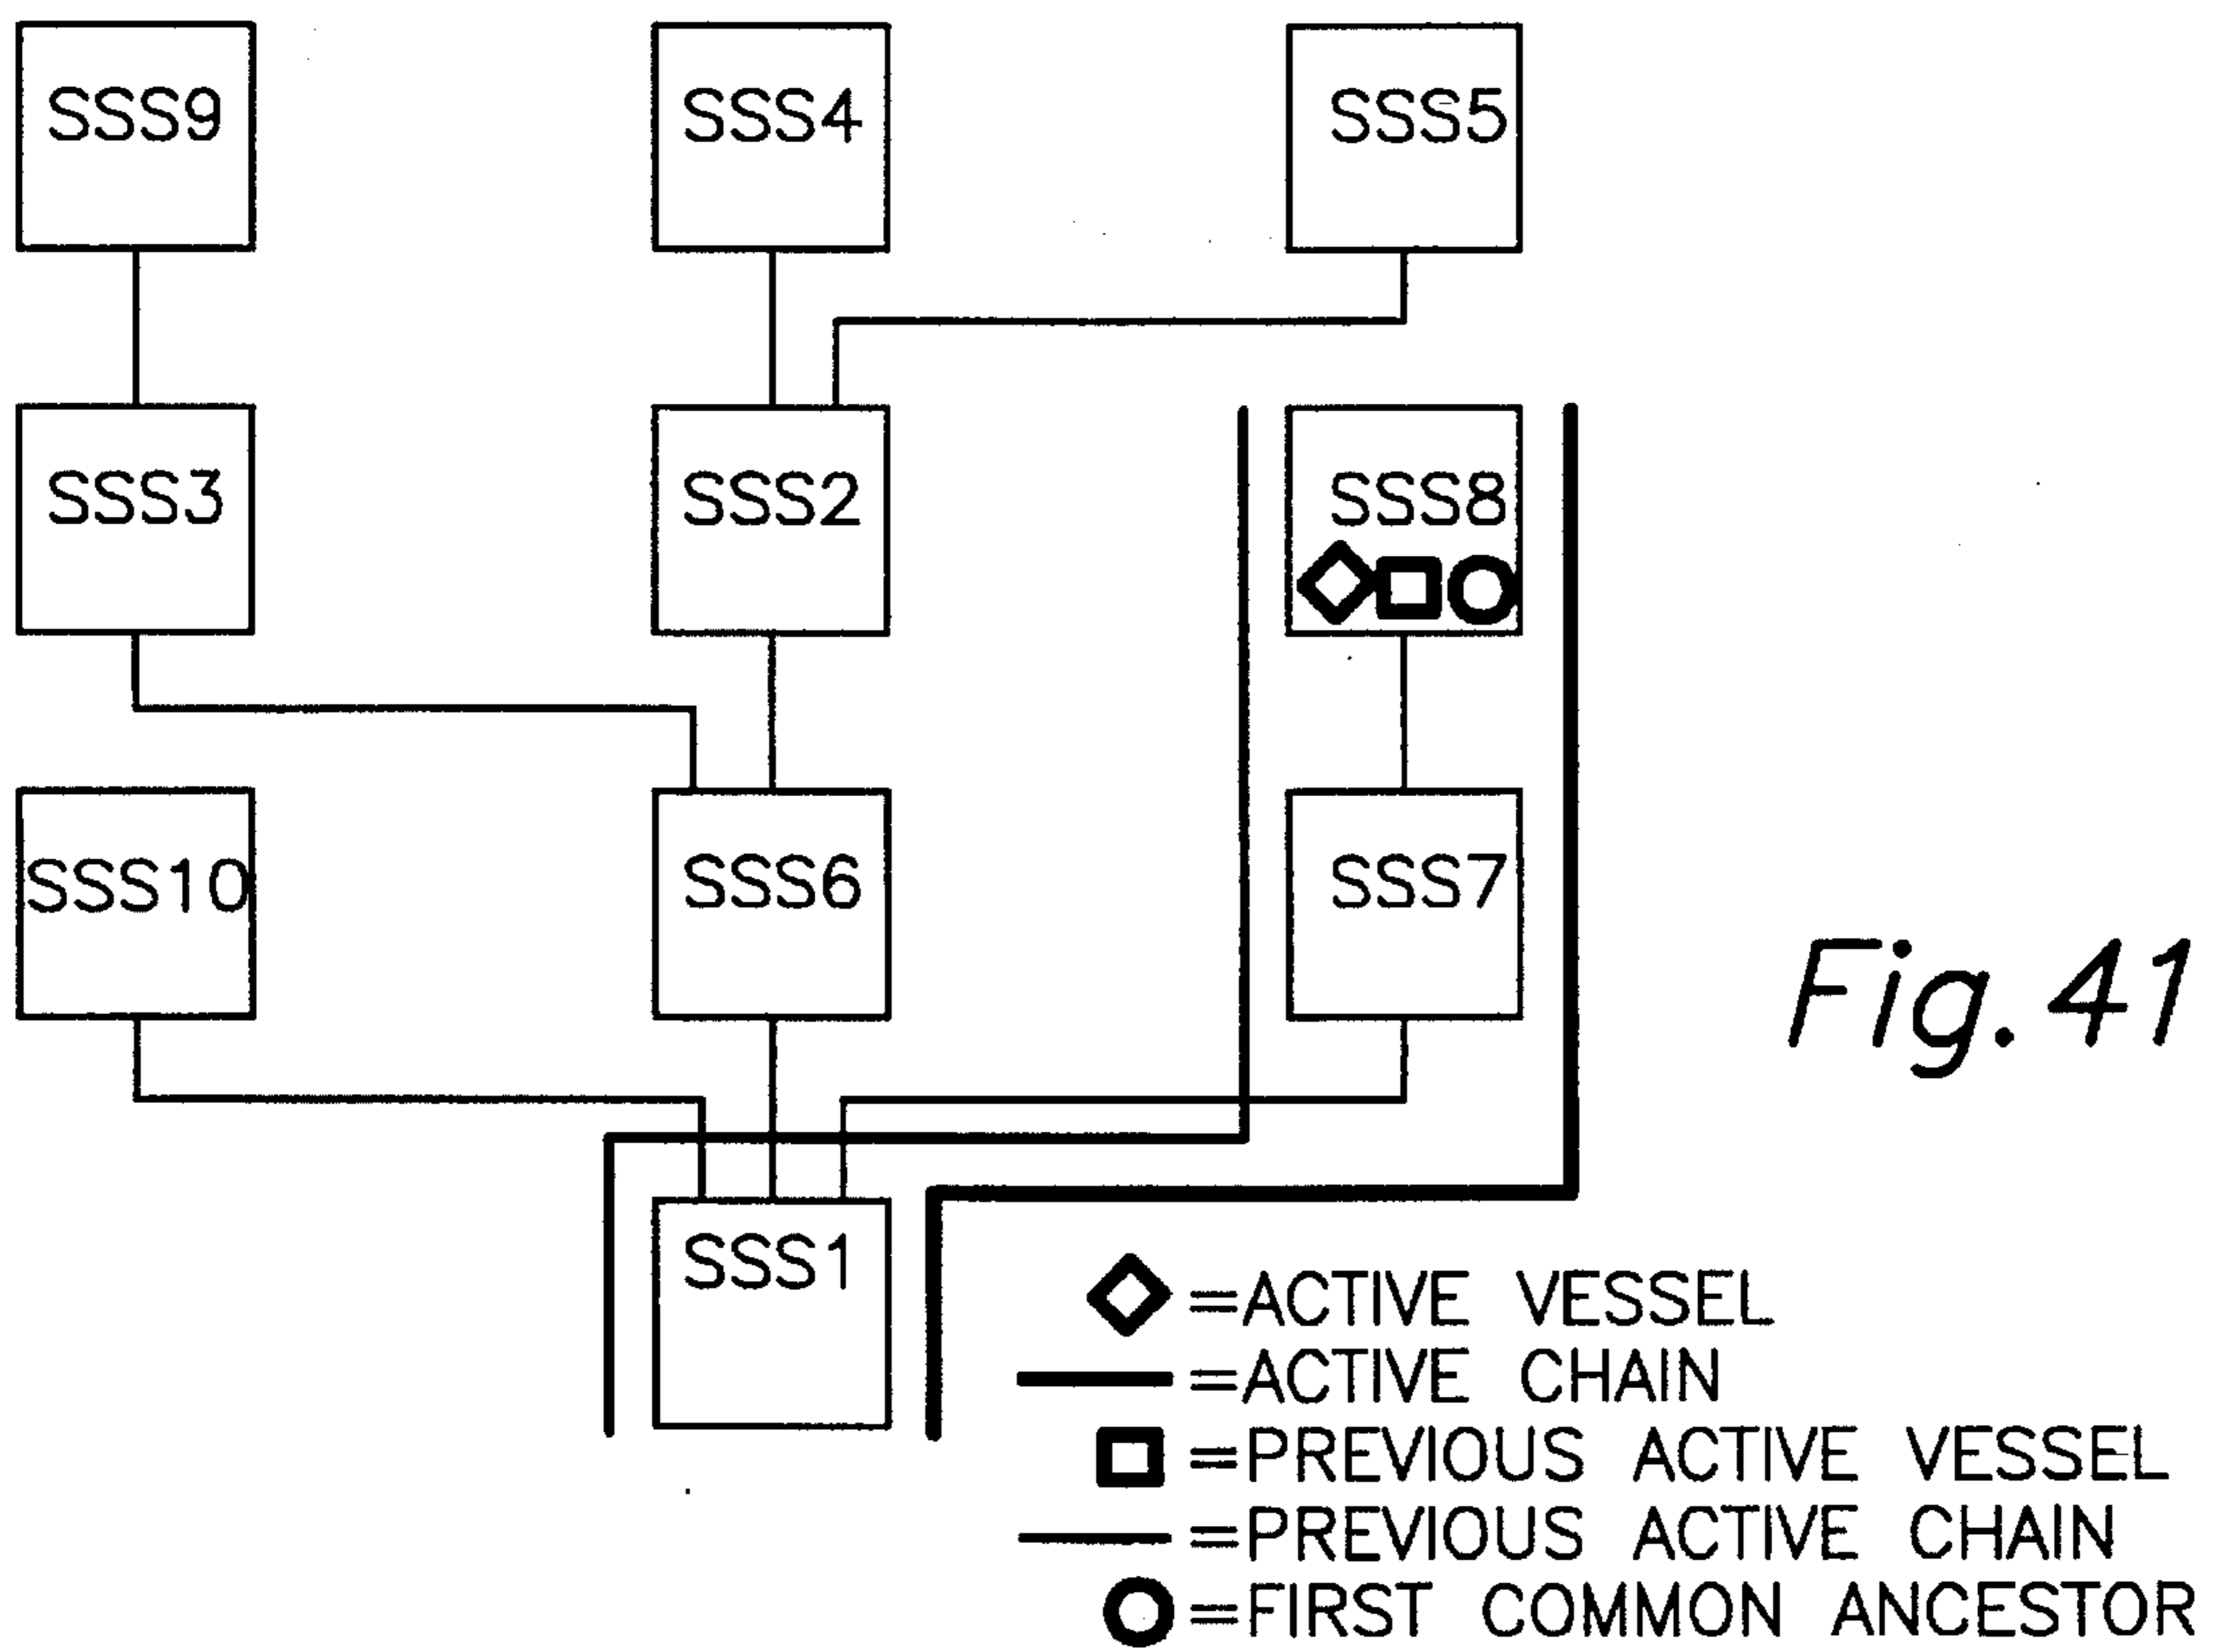 SSS9
SSS4
SSS5
SSS3
SSS2
SSS8
SSS10
SSS6
SSS7
Fig. 41
SSS1
=ACTIVE VESSEL
=ACTIVE CHAIN
=PREVIOUS ACTIVE VESSEL
=PREVIOUS ACTIVE CHAIN
=FIRST COMMON ANCESTOR